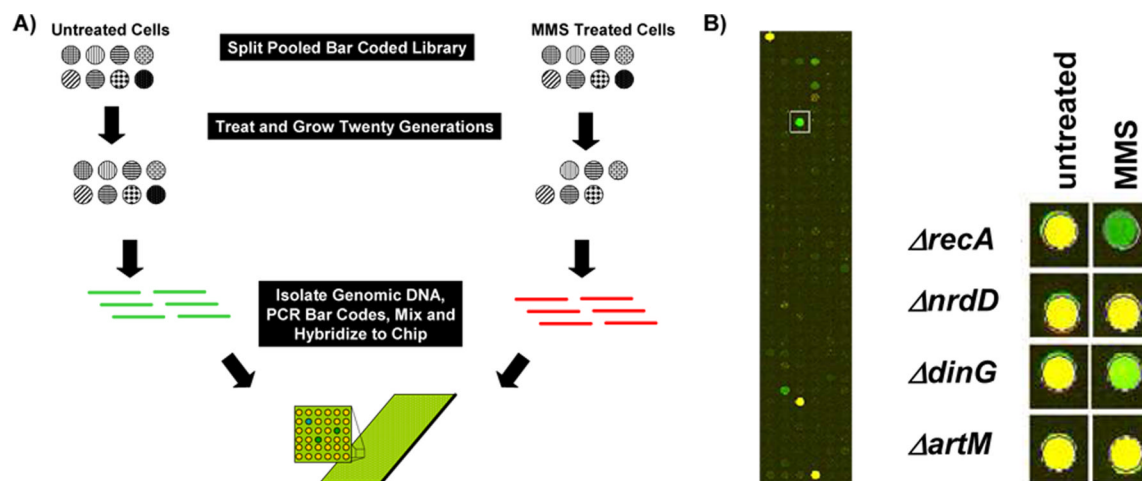 A)
Untreated Cells
MMS Treated Cells
Split Pooled Bar Coded Library
Treat and Grow Twenty Generations
Isolate Genomic DNA,
PCR Bar Codes, Mix and
Hybridize to Chip
B)
untreated
MMS
ΔrecA
ΔnrdD
ΔdinG
ΔartM